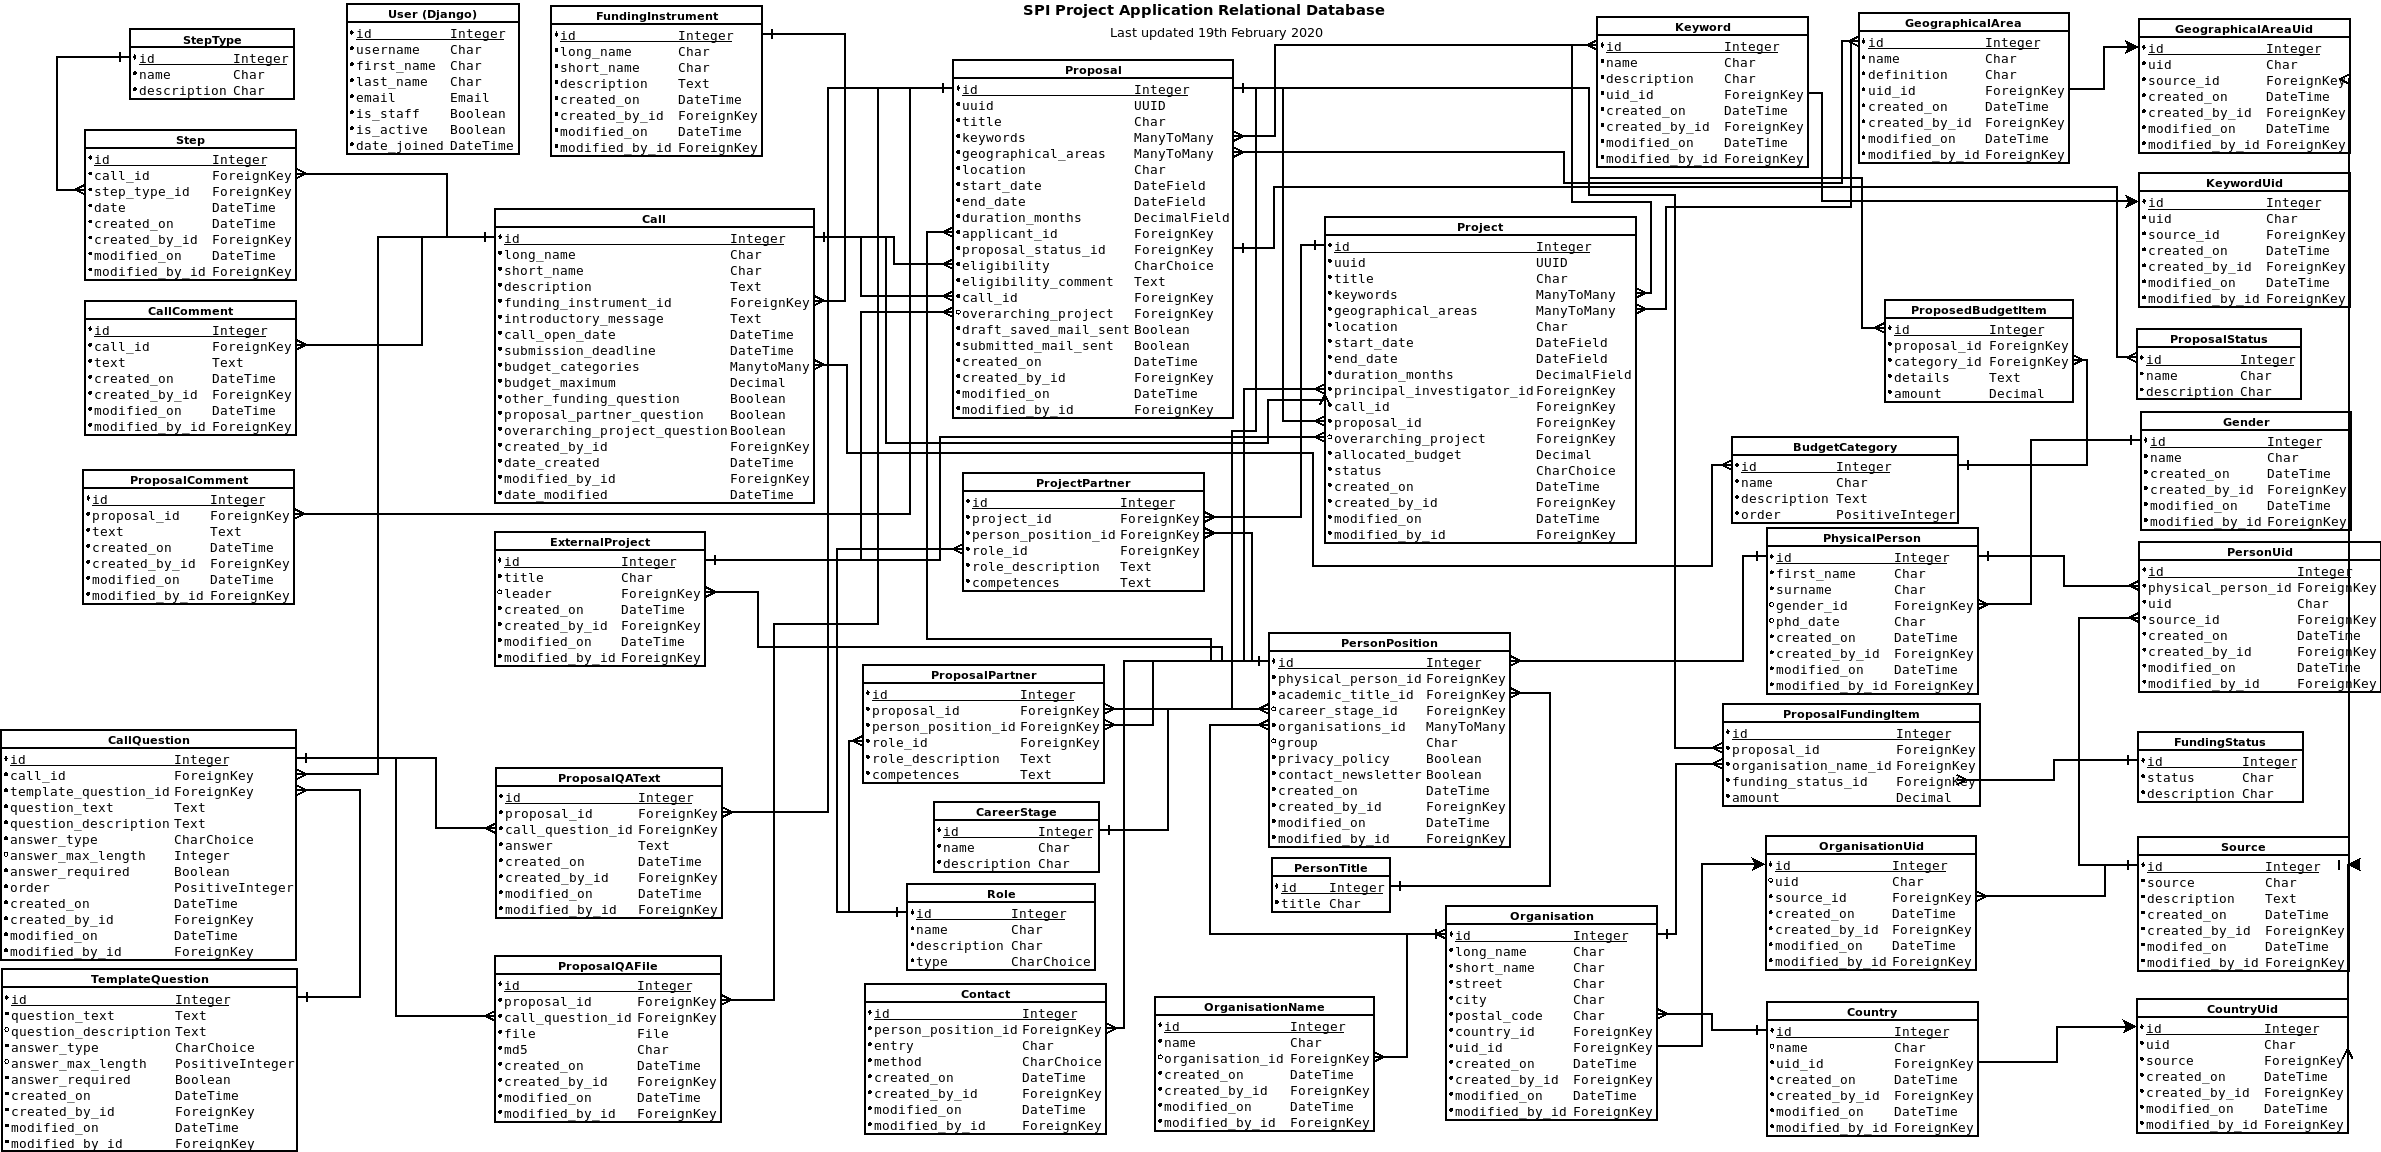 SPI Project Application Relational Database
Last updated 19th February 2020
StepType
id Integer
name Char
description Char
User (Django)
id Integer
username Char
first_name Char
last_name Char
email Email
is_staff Boolean
is_active Boolean
date_joined DateTime
FundingInstrument
id Integer
long_name Char
short_name Char
description Text
created_on DateTime
created_by_id ForeignKey
modified_on DateTime
modified_by_id ForeignKey
Proposal
id Integer
uuid UUID
title Char
keywords ManyToMany
geographical_areas ManyToMany
location Char
start_date DateField
end_date DateField
duration_months DecimalField
applicant_id ForeignKey
proposal_status_id ForeignKey
eligibility CharChoice
eligibility_comment Text
call_id ForeignKey
overarching_project ForeignKey
draft_saved_mail_sent Boolean
submitted_mail_sent Boolean
created_on DateTime
created_by_id ForeignKey
modified_on DateTime
modified_by_id ForeignKey
Keyword
id Integer
name Char
description Char
uid_id ForeignKey
created_on DateTime
created_by_id ForeignKey
modified_on DateTime
modified_by_id ForeignKey
GeographicalArea
id Integer
name Char
definition Char
uid_id ForeignKey
created_on DateTime
created_by_id ForeignKey
modified_on DateTime
modified_by_id ForeignKey
GeographicalAreaUid
id Integer
uid Char
source_id ForeignKey
created_on DateTime
created_by_id ForeignKey
modified_on DateTime
modified_by_id ForeignKey
Step
id Integer
call_id ForeignKey
step_type_id ForeignKey
date DateTime
created_on DateTime
created_by_id ForeignKey
modified_on DateTime
modified_by_id ForeignKey
Call
id Integer
long_name Char
short_name Char
description Text
funding_instrument_id ForeignKey
introductory_message Text
call_open_date DateTime
submission_deadline DateTime
budget_categories ManytoMany
budget_maximum Decimal
other_funding_question Boolean
proposal_partner_question Boolean
overarching_project_question Boolean
created_by_id ForeignKey
date_created DateTime
modified_by_id ForeignKey
date_modified DateTime
Project
id Integer
uuid UUID
title Char
keywords ManyToMany
geographical_areas ManyToMany
location Char
start_date DateField
end_date DateField
duration_months DecimalField
principal_investigator_id ForeignKey
call_id ForeignKey
proposal_id ForeignKey
overarching_project ForeignKey
allocated_budget Decimal
status CharChoice
created_on DateTime
created_by_id ForeignKey
modified_on DateTime
modified_by_id ForeignKey
KeywordUid
id Integer
uid Char
source_id ForeignKey
created_on DateTime
created_by_id ForeignKey
modified_on DateTime
modified_by_id ForeignKey
CallComment
id Integer
call_id ForeignKey
text Text
created_on DateTime
created_by_id ForeignKey
modified_on DateTime
modified_by_id ForeignKey
ProposedBudgetItem
id Integer
proposal_id ForeignKey
category_id ForeignKey
details Text
amount Decimal
ProposalStatus
id Integer
name Char
description Char
Gender
id Integer
name Char
created_on DateTime
created_by_id ForeignKey
modified_on DateTime
modified_by_id ForeignKey
BudgetCategory
id Integer
name Char
description Text
order PositiveInteger
ProposalComment
id Integer
proposal_id ForeignKey
text Text
created_on DateTime
created_by_id ForeignKey
modified_on DateTime
modified_by_id ForeignKey
ProjectPartner
id Integer
project_id ForeignKey
person_position_id ForeignKey
role_id ForeignKey
role_description Text
competences Text
ExternalProject
id Integer
title Char
leader ForeignKey
created_on DateTime
created_by_id ForeignKey
modified_on DateTime
modified_by_id ForeignKey
PhysicalPerson
id Integer
first_name Char
surname Char
gender_id ForeignKey
phd_date Char
created_on DateTime
created_by_id ForeignKey
modified_on DateTime
modified_by_id ForeignKey
PersonUid
id Integer
physical_person_id ForeignKey
uid Char
source_id ForeignKey
created_on DateTime
created_by_id ForeignKey
modified_on DateTime
modified_by_id ForeignKey
PersonPosition
id Integer
physical_person_id ForeignKey
academic_title_id ForeignKey
career_stage_id ForeignKey
organisations_id ManyToMany
group Char
privacy_policy Boolean
contact_newsletter Boolean
created_on DateTime
created_by_id ForeignKey
modified_on DateTime
modified_by_id ForeignKey
ProposalPartner
id Integer
proposal_id ForeignKey
person_position_id ForeignKey
role_id ForeignKey
role_description Text
competences Text
ProposalFundingItem
id Integer
proposal_id ForeignKey
organisation_name_id ForeignKey
funding_status_id ForeignKey
amount Decimal
FundingStatus
id Integer
status Char
description Char
CallQuestion
id Integer
call_id ForeignKey
template_question_id ForeignKey
question_text Text
question_description Text
answer_type CharChoice
answer_max_length Integer
answer_required Boolean
order PositiveInteger
created_on DateTime
created_by_id ForeignKey
modified_on DateTime
modified_by_id ForeignKey
ProposalQAText
id Integer
proposal_id ForeignKey
call_question_id ForeignKey
answer Text
created_on DateTime
created_by_id ForeignKey
modified_on DateTime
modified_by_id ForeignKey
CareerStage
id Integer
name Char
description Char
PersonTitle
id Integer
title Char
Role
id Integer
name Char
description Char
type CharChoice
OrganisationUid
id Integer
uid Char
source_id ForeignKey
created_on DateTime
created_by_id ForeignKey
modified_on DateTime
modified_by_id ForeignKey
Source
id Integer
source Char
description Text
created_on DateTime
created_by_id ForeignKey
modifed_on DateTime
modified_by_id ForeignKey
Organisation
id Integer
long_name Char
short_name Char
street Char
city Char
postal_code Char
country_id ForeignKey
uid_id ForeignKey
created_on DateTime
created_by_id ForeignKey
modified_on DateTime
modified_by_id ForeignKey
TemplateQuestion
id Integer
question_text Text
question_description Text
answer_type CharChoice
answer_max_length PositiveInteger
answer_required Boolean
created_on DateTime
created_by_id ForeignKey
modified_on DateTime
modified by id ForeignKey
ProposalQAFile
id Integer
proposal_id ForeignKey
call_question_id ForeignKey
file File
md5 Char
created_on DateTime
created_by_id ForeignKey
modified_on DateTime
modified_by_id ForeignKey
Contact
id Integer
person_position_id ForeignKey
entry Char
method CharChoice
created_on DateTime
created_by_id ForeignKey
modified_on DateTime
modified_by_id ForeignKey
OrganisationName
id Integer
name Char
organisation_id ForeignKey
created_on DateTime
created_by_id ForeignKey
modified_on DateTime
modified_by_id ForeignKey
Country
id Integer
name Char
uid_id ForeignKey
created_on DateTime
created_by_id ForeignKey
modified_on DateTime
modified_by_id ForeignKey
CountryUid
id Integer
uid Char
source ForeignKey
created_on DateTime
created_by_id ForeignKey
modified_on DateTime
modified_by_id ForeignKey